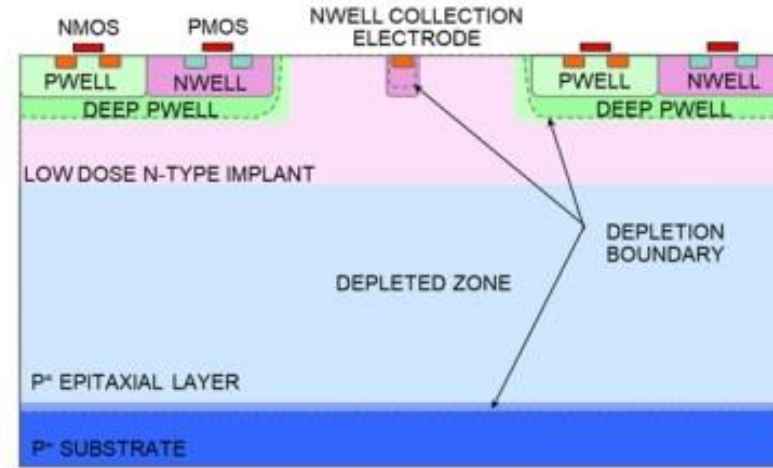 NMOS
PMOS
NWELL COLLECTION
ELECTRODE
PWELL
NWELL
PWELL
NWELL
DEEP PWELL
DEEP PWELL
LOW DOSE N-TYPE IMPLANT
DEPLETION
BOUNDARY
DEPLETED ZONE
P⁼ EPITAXIAL LAYER
P⁺ SUBSTRATE